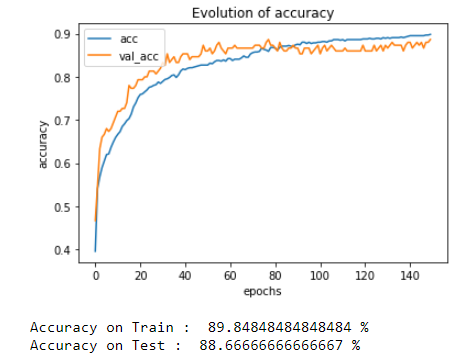 Evolution of accuracy
acc
val_acc
0.9
0.8
0.7
0.6
0.5
0.4
accuracy
0 20 40 60 80 100 120 140
epochs
Accuracy on Train :  89.84848484848484 %
Accuracy on Test :  88.66666666666667 %